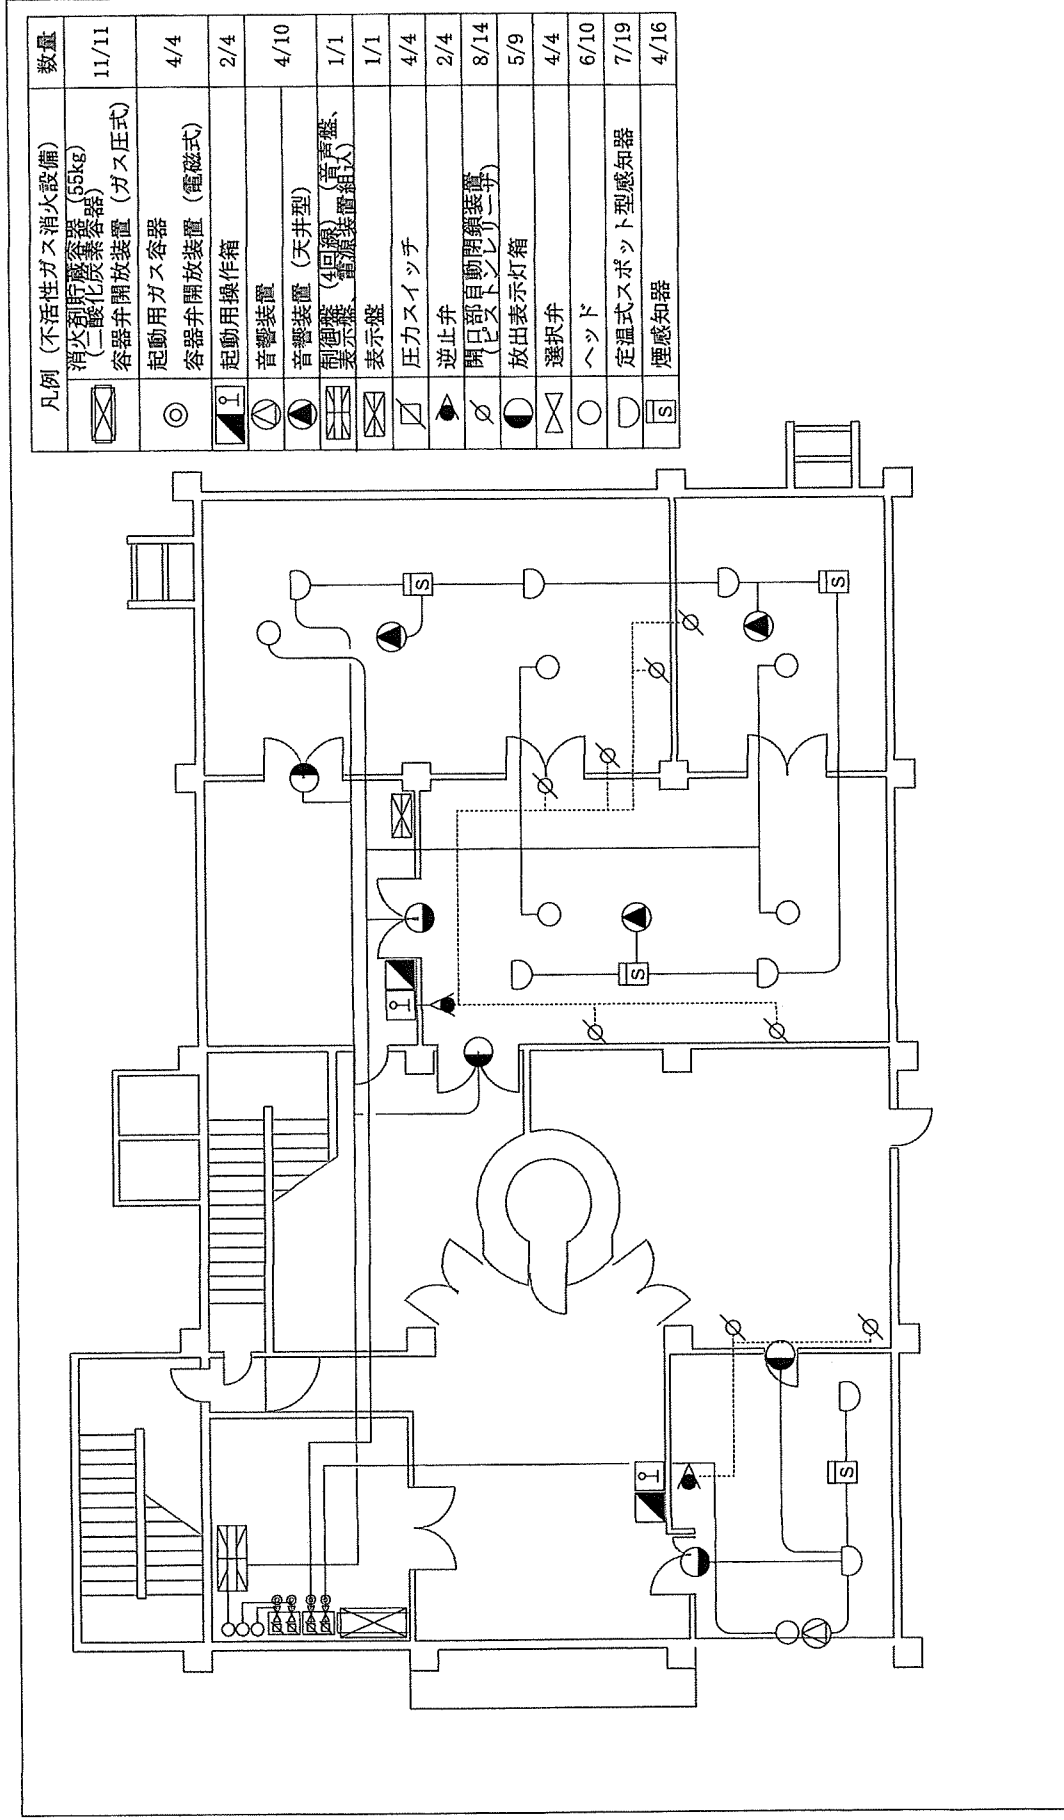 凡例（不活性ガス消火設備） 数量
消火剤貯蔵容器（55kg）
（二酸化炭素容器）
容器弁開放装置（ガス圧式） 11/11
起動用ガス容器
容器弁開放装置（電磁式） 4/4
起動用操作箱 2/4
音響装置
音響装置（天井型） 4/10
制御盤（4回線）（音声盤、
表示盤、電源装置組込） 1/1
表示盤 1/1
圧力スイッチ 4/4
逆止弁 2/4
開口部自動閉鎖装置
（ピストンレリーザ） 8/14
放出表示灯箱 5/9
選択弁 4/4
ヘッド 6/10
定温式スポット型感知器 7/19
S 煙感知器 4/16
S
S
S
S